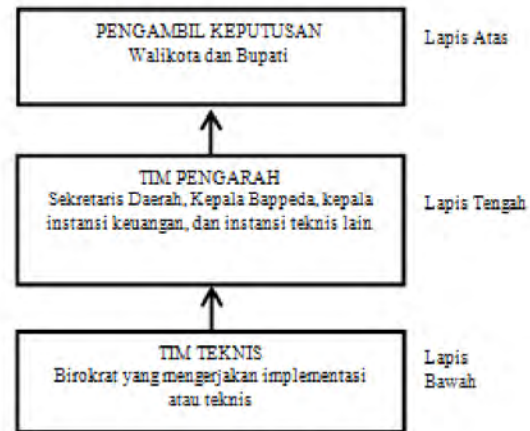 PENGAMBIL KEPUTUSAN
Walikota dan Bupati
Lapis Atas
TIM PENGARAH
Sekretaris Daerah, Kepala Bappeda, kepala
instansi keuangan, dan instansi teknis lain
Lapis Tengah
TIM TEKNIS
Birokrat yang mengerjakan implementasi
atau teknis
Lapis
Bawah